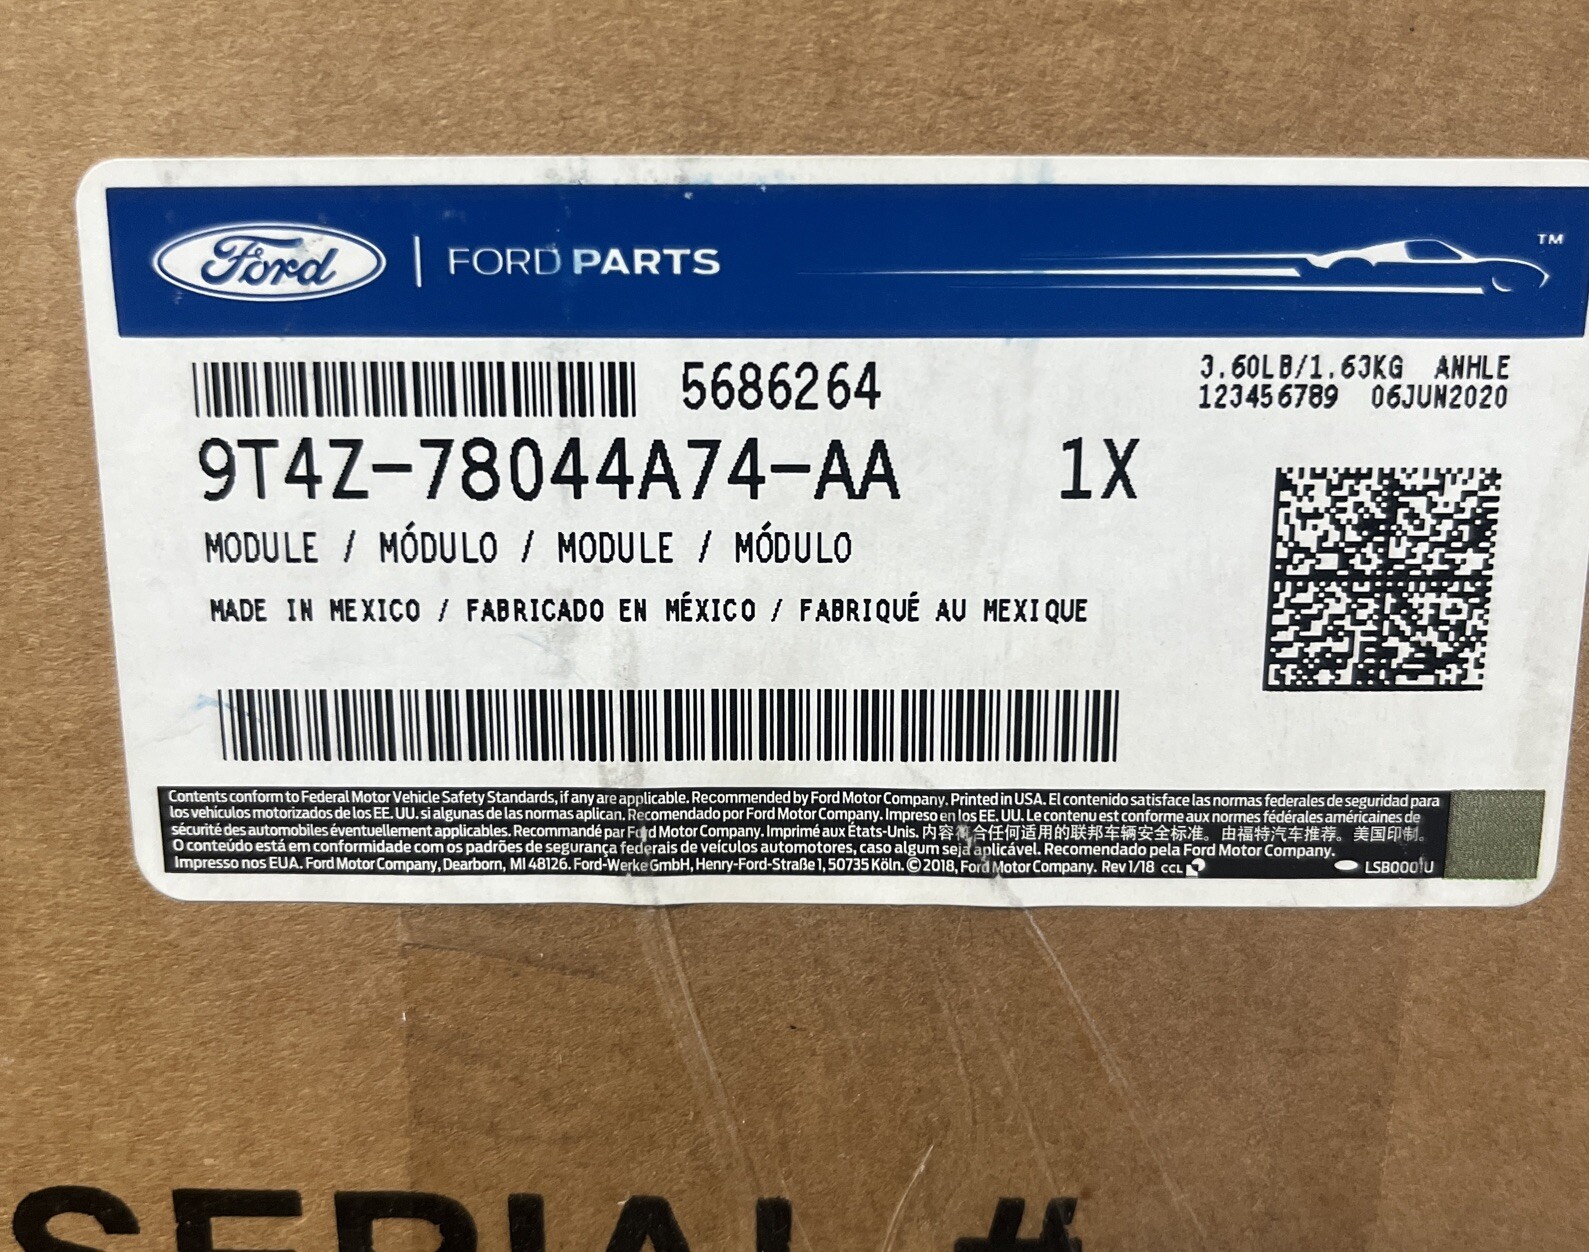 Ford | FORD PARTS
TM
5686264
3.60LB/1.63KG ANHLE
123456789 06JUN2020
9T4Z-78044A74-AA 1X
MODULE / MÓDULO / MODULE / MÓDULO
MADE IN MEXICO / FABRICADO EN MÉXICO / FABRIQUÉ AU MEXIQUE
Contents conform to Federal Motor Vehicle Safety Standards, if any are applicable. Recommended by Ford Motor Company. Printed in USA. El contenido satisface las normas federales de seguridad para
los vehículos motorizados de los EE. UU. si algunas de las normas aplican. Recomendado por Ford Motor Company. Impreso en los EE. UU. Le contenu est conforme aux normes fédérales américaines de
sécurité des automobiles éventuellement applicables. Recommandé par Ford Motor Company. Imprimé aux États-Unis. 内容符合任何适用的联邦车辆安全标准。由福特汽车推荐。美国印制。
O conteúdo está em conformidade com os padrões de segurança federais de veículos automotores, caso algum seja aplicável. Recomendado pela Ford Motor Company.
Impresso nos EUA. Ford Motor Company, Dearborn, MI 48126. Ford-Werke GmbH, Henry-Ford-Straße 1, 50735 Köln. © 2018, Ford Motor Company. Rev 1/18 CCL LSB0001U
SERIAL #